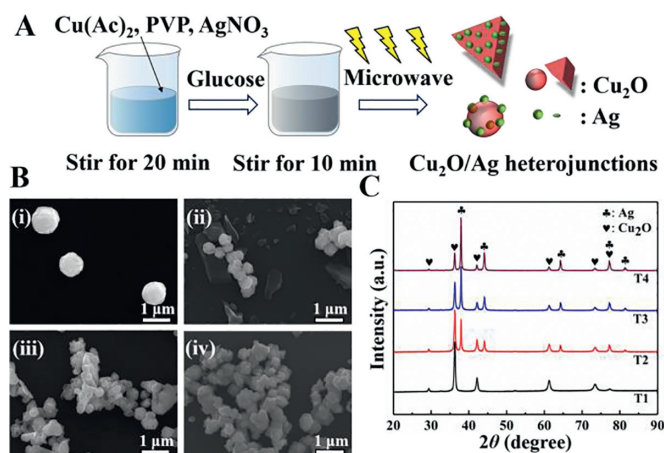 A
Cu(Ac)₂, PVP, AgNO₃
Glucose
Microwave
: Cu₂O
: Ag
Stir for 20 min
Stir for 10 min
Cu₂O/Ag heterojunctions
B
(i)
1 μm
(ii)
1 μm
(iii)
1 μm
(iv)
1 μm
C
♣: Ag
♥: Cu₂O
Intensity (a.u.)
T4
T3
T2
T1
20 30 40 50 60 70 80 90
2θ (degree)